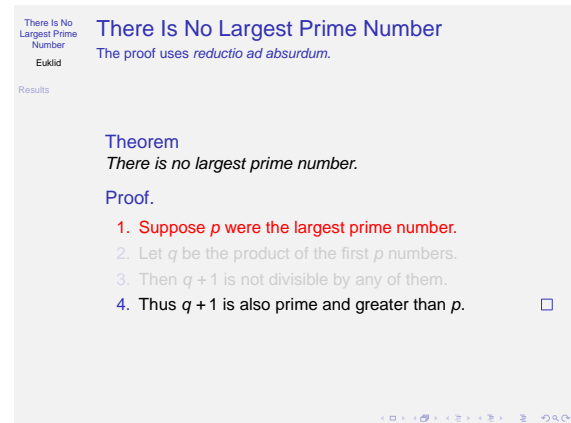 There Is No
Largest Prime
Number
Euklid
Results
There Is No Largest Prime Number
The proof uses reductio ad absurdum.
Theorem
There is no largest prime number.
Proof.
1. Suppose p were the largest prime number.
2. Let q be the product of the first p numbers.
3. Then q + 1 is not divisible by any of them.
4. Thus q + 1 is also prime and greater than p.